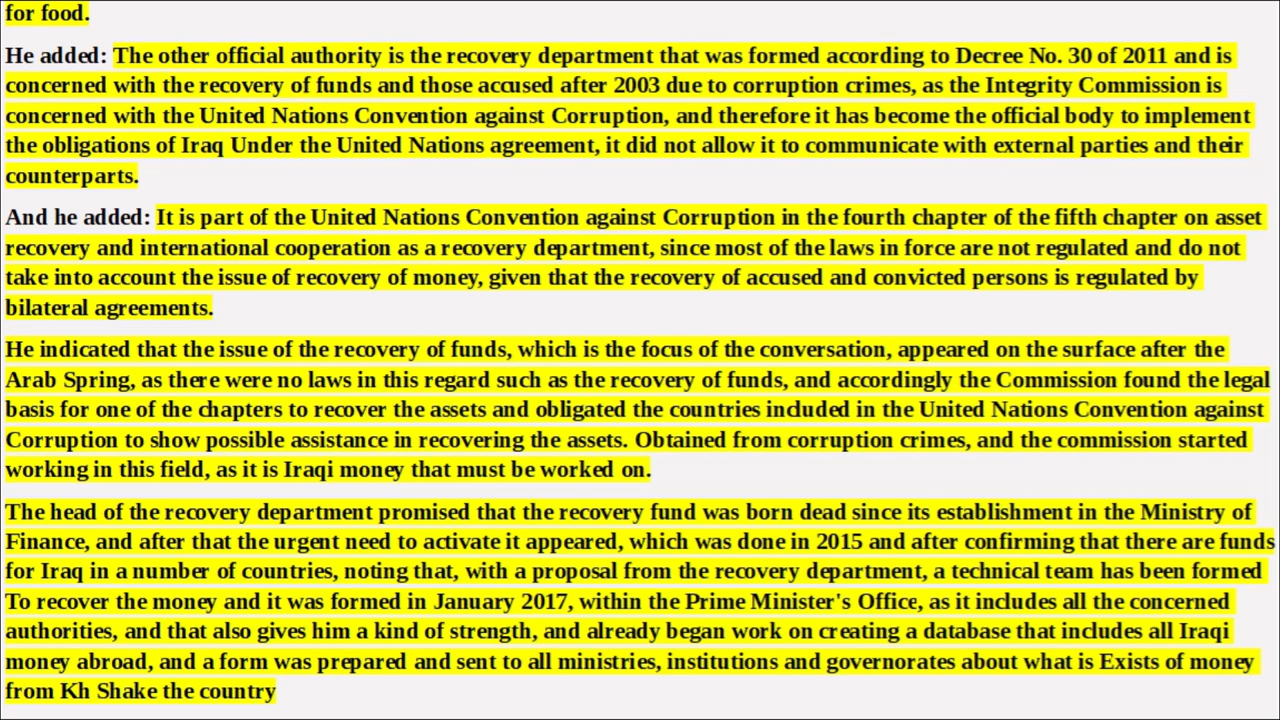 for food.
He added: The other official authority is the recovery department that was formed according to Decree No. 30 of 2011 and is
concerned with the recovery of funds and those accused after 2003 due to corruption crimes, as the Integrity Commission is
concerned with the United Nations Convention against Corruption, and therefore it has become the official body to implement
the obligations of Iraq Under the United Nations agreement, it did not allow it to communicate with external parties and their
counterparts.
And he added: It is part of the United Nations Convention against Corruption in the fourth chapter of the fifth chapter on asset
recovery and international cooperation as a recovery department, since most of the laws in force are not regulated and do not
take into account the issue of recovery of money, given that the recovery of accused and convicted persons is regulated by
bilateral agreements.
He indicated that the issue of the recovery of funds, which is the focus of the conversation, appeared on the surface after the
Arab Spring, as there were no laws in this regard such as the recovery of funds, and accordingly the Commission found the legal
basis for one of the chapters to recover the assets and obligated the countries included in the United Nations Convention against
Corruption to show possible assistance in recovering the assets. Obtained from corruption crimes, and the commission started
working in this field, as it is Iraqi money that must be worked on.
The head of the recovery department promised that the recovery fund was born dead since its establishment in the Ministry of
Finance, and after that the urgent need to activate it appeared, which was done in 2015 and after confirming that there are funds
for Iraq in a number of countries, noting that, with a proposal from the recovery department, a technical team has been formed
To recover the money and it was formed in January 2017, within the Prime Minister's Office, as it includes all the concerned
authorities, and that also gives him a kind of strength, and already began work on creating a database that includes all Iraqi
money abroad, and a form was prepared and sent to all ministries, institutions and governorates about what is Exists of money
from Kh Shake the country